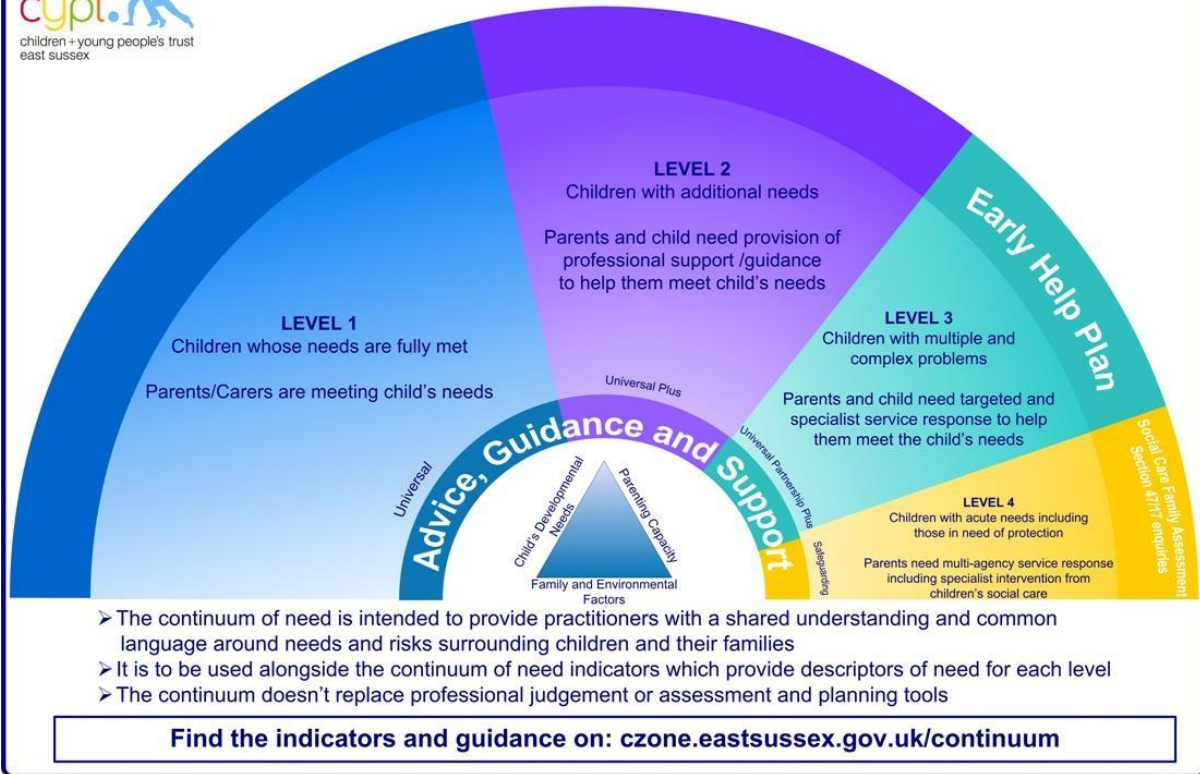 cypt.
children + young people's trust
east sussex
LEVEL 1
Children whose needs are fully met
Parents/Carers are meeting child's needs
LEVEL 2
Children with additional needs
Parents and child need provision of
professional support /guidance
to help them meet child's needs
LEVEL 3
Children with multiple and
complex problems
Parents and child need targeted and
specialist service response to help
them meet the child's needs
LEVEL 4
Children with acute needs including
those in need of protection
Parents need multi-agency service response
including specialist intervention from
children's social care
Early Help Plan
Social Care Family Assessment
Section 47/17 enquiries
Universal
Universal Plus
Universal Partnership Plus
Safeguarding
Advice, Guidance and Support
Child's Developmental
Needs
Parenting Capacity
Family and Environmental
Factors
➢ The continuum of need is intended to provide practitioners with a shared understanding and common
language around needs and risks surrounding children and their families
➢ It is to be used alongside the continuum of need indicators which provide descriptors of need for each level
➢ The continuum doesn't replace professional judgement or assessment and planning tools
Find the indicators and guidance on: czone.eastsussex.gov.uk/continuum